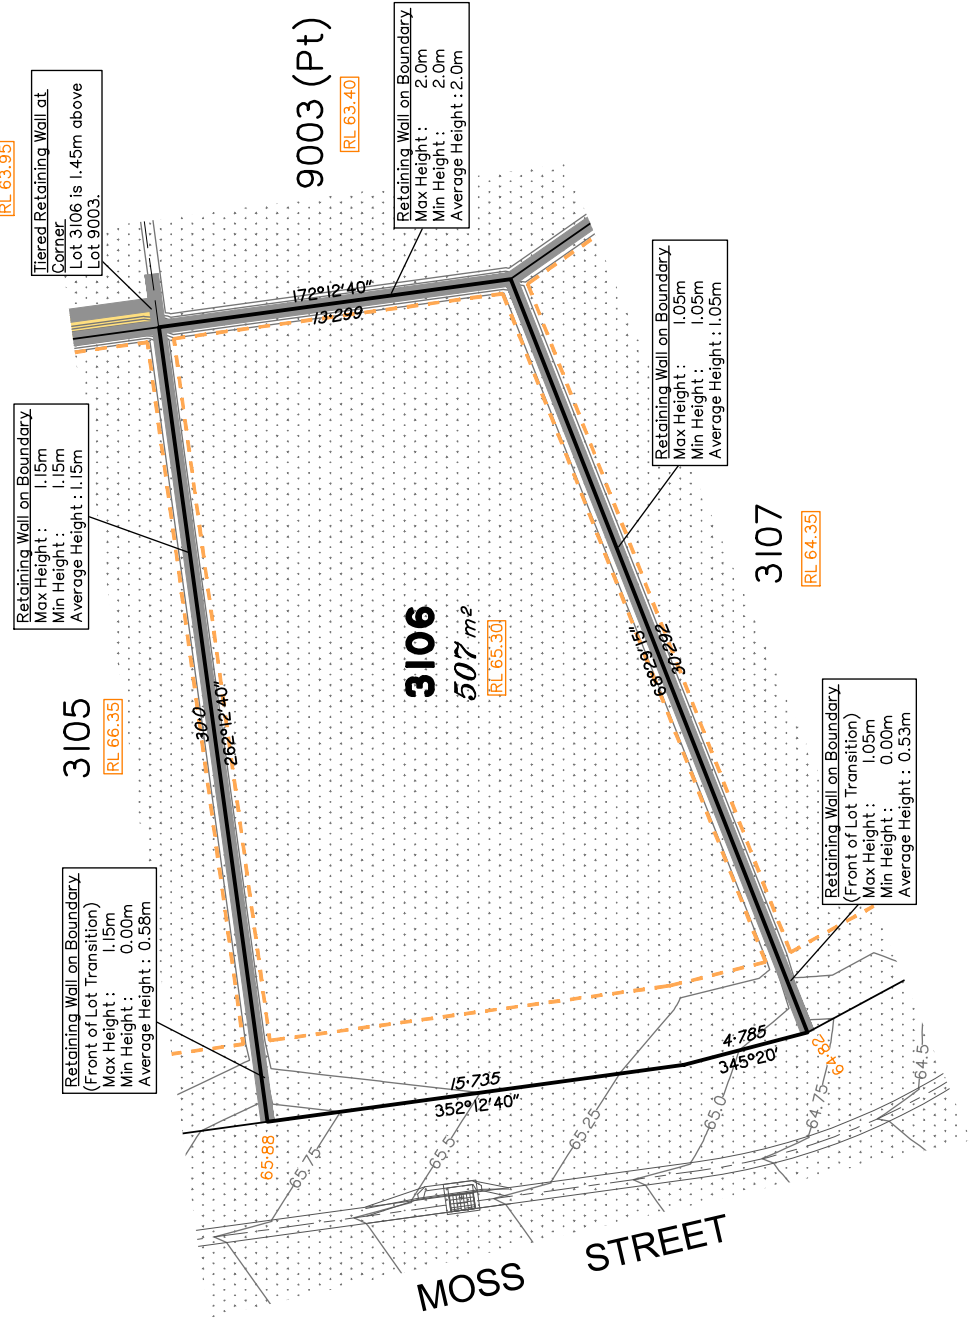 RL 63.95
Tiered Retaining Wall at
Corner
Lot 3106 is 1.45m above
Lot 9003.
9003 (Pt)
RL 63.40
Retaining Wall on Boundary
Max Height : 2.0m
Min Height : 2.0m
Average Height : 2.0m
172°12'40"
13·299
Retaining Wall on Boundary
Max Height : 1.15m
Min Height : 1.15m
Average Height : 1.15m
Retaining Wall on Boundary
Max Height : 1.05m
Min Height : 1.05m
Average Height : 1.05m
3105
RL 66.35
30·0
262°12'40"
3106
507 m²
RL 65.30
68°29'15"
30·292
3107
RL 64.35
Retaining Wall on Boundary
(Front of Lot Transition)
Max Height : 1.15m
Min Height : 0.00m
Average Height : 0.58m
Retaining Wall on Boundary
(Front of Lot Transition)
Max Height : 1.05m
Min Height : 0.00m
Average Height : 0.53m
15·735
352°12'40"
4·785
345°20'
65·88
64·82
65.75
65.5
65.25
65.0
64.75
64.5
MOSS STREET